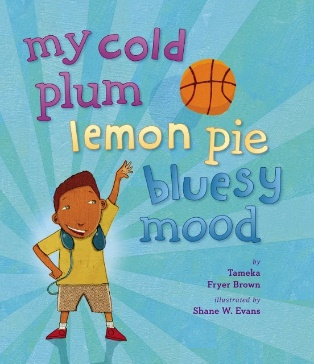 my cold
plum
lemon pie
bluesy
mood
by
Tameka
Fryer Brown
illustrated by
Shane W. Evans